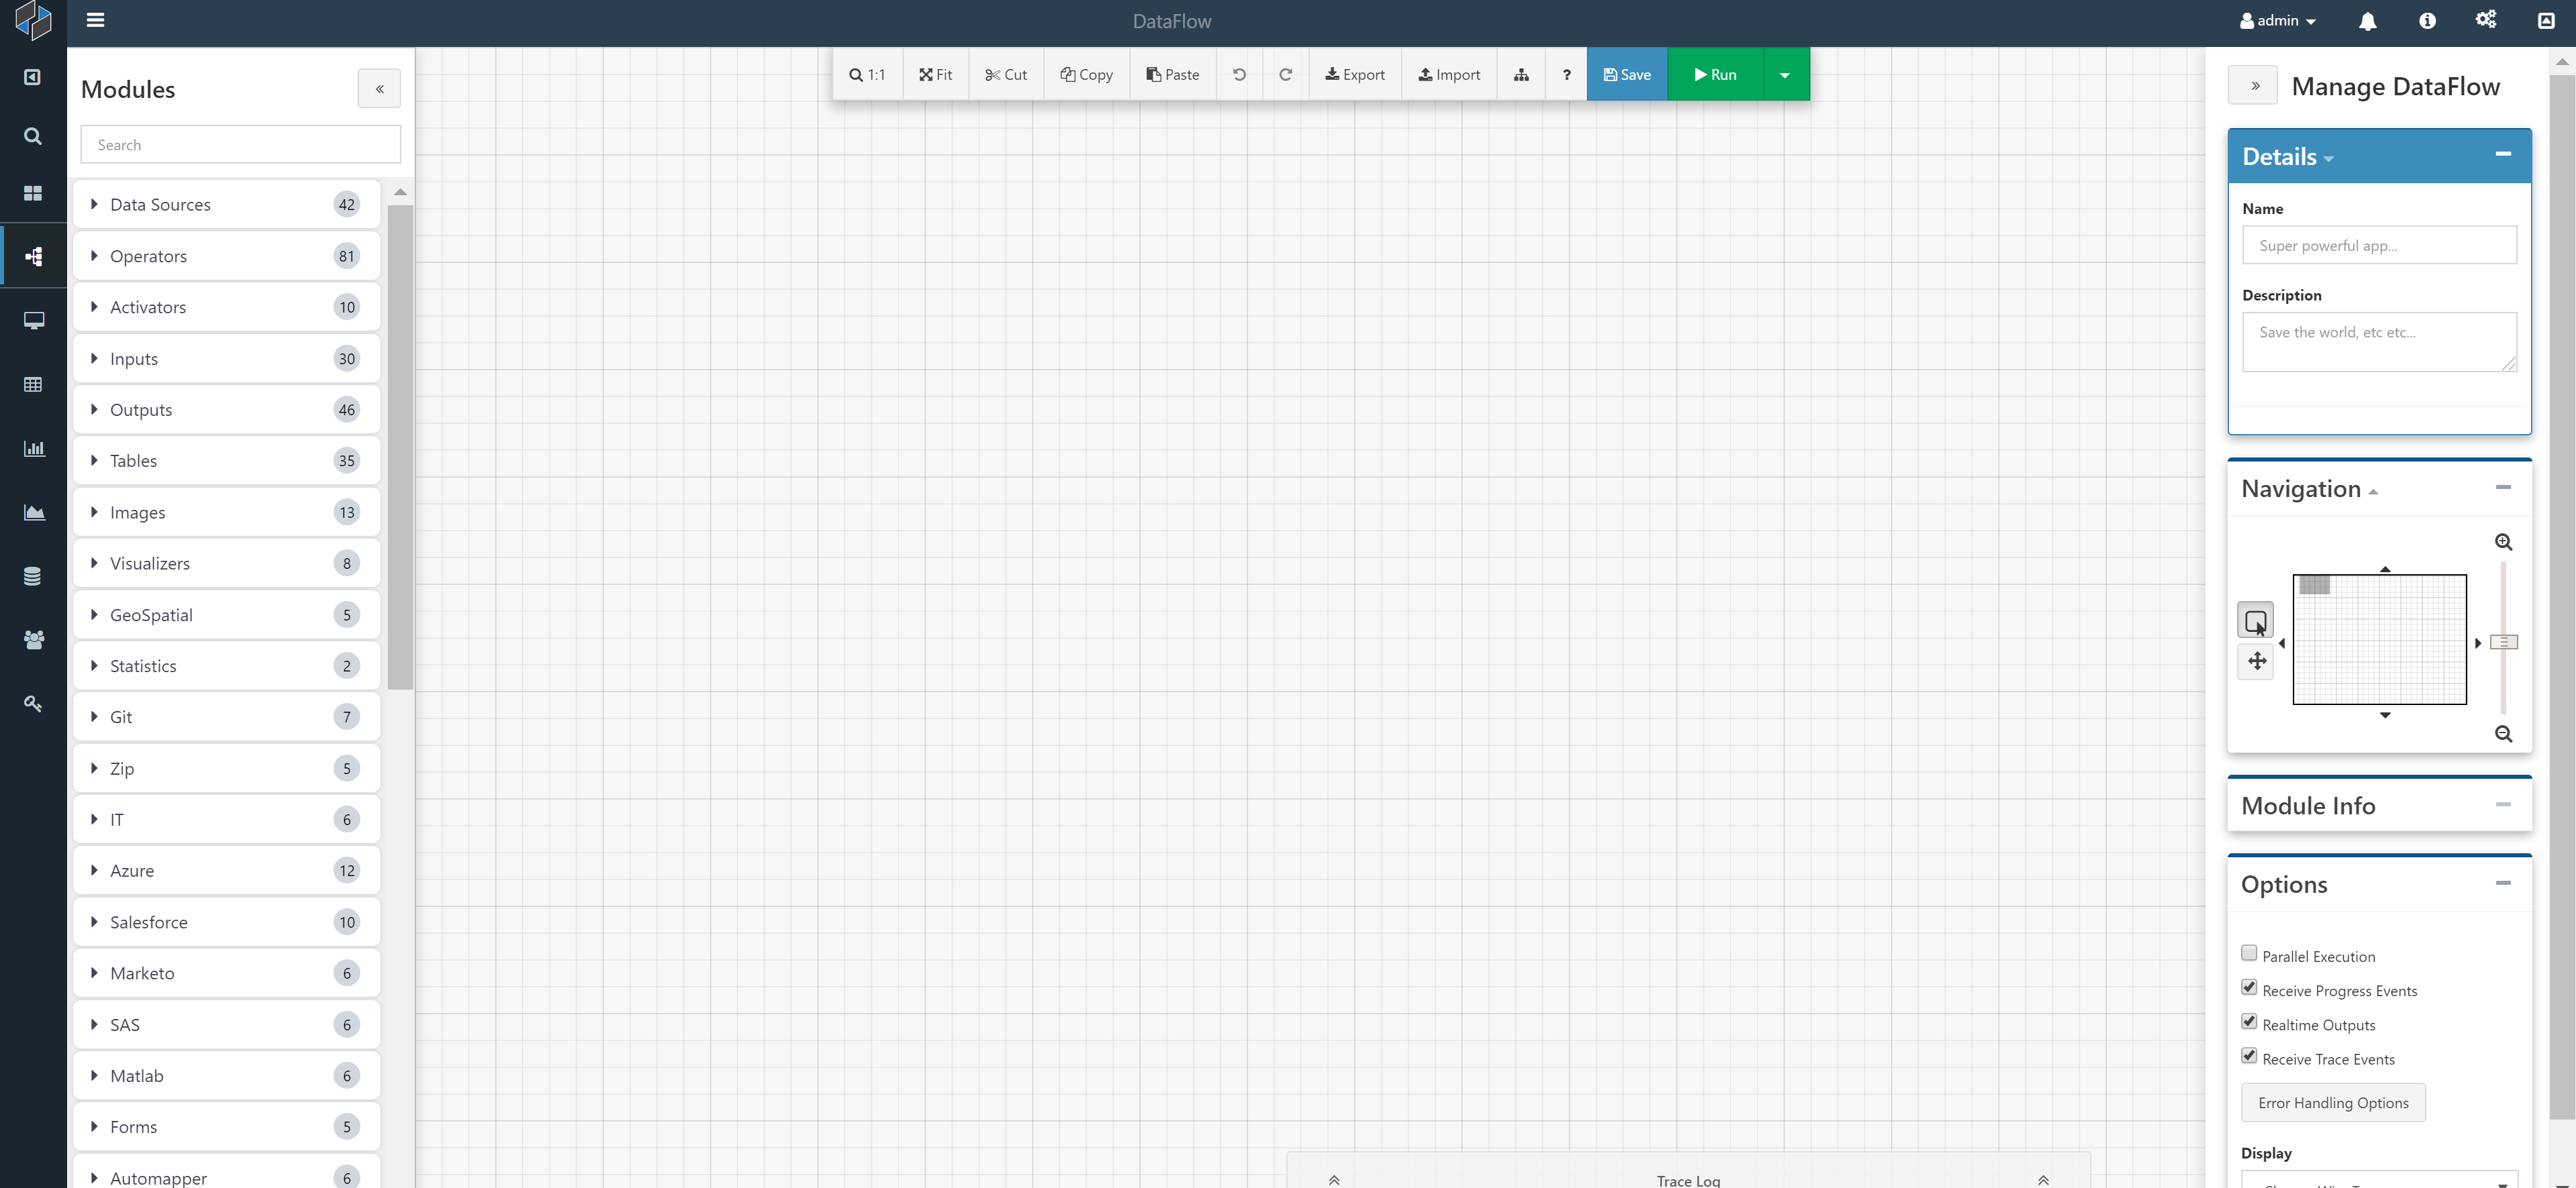 DataFlow
admin
Modules
Search
Data Sources 42
Operators 81
Activators 10
Inputs 30
Outputs 46
Tables 35
Images 13
Visualizers 8
GeoSpatial 5
Statistics 2
Git 7
Zip 5
IT 6
Azure 12
Salesforce 10
Marketo 6
SAS 6
Matlab 6
Forms 5
Automapper 6
1:1 Fit Cut Copy Paste Export Import ? Save Run
Trace Log
Manage DataFlow
Details
Name
Super powerful app...
Description
Save the world, etc etc...
Navigation
Module Info
Options
Parallel Execution
Receive Progress Events
Realtime Outputs
Receive Trace Events
Error Handling Options
Display